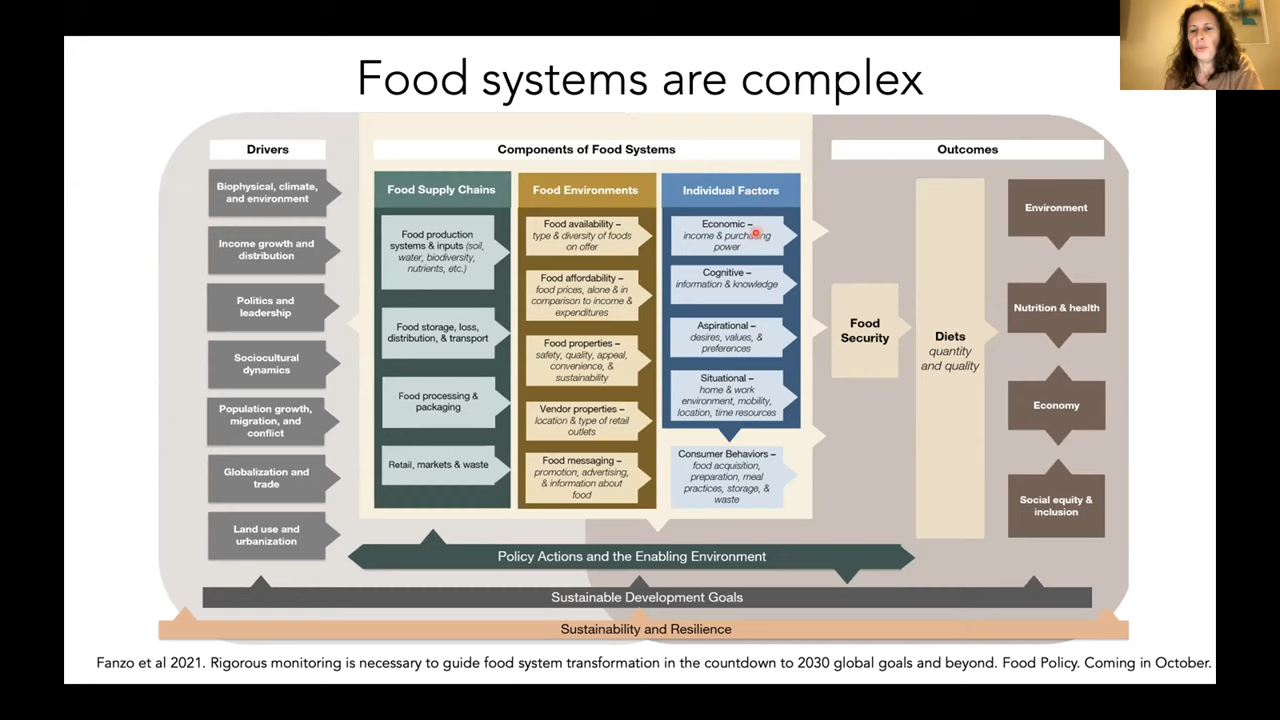 Food systems are complex
Drivers
Biophysical, climate,
and environment
Income growth and
distribution
Politics and
leadership
Sociocultural
dynamics
Population growth,
migration, and
conflict
Globalization and
trade
Land use and
urbanization
Components of Food Systems
Food Supply Chains
Food production
systems & inputs (soil,
water, biodiversity,
nutrients, etc.)
Food storage, loss,
distribution, & transport
Food processing &
packaging
Retail, markets & waste
Food Environments
Food availability –
type & diversity of foods
on offer
Food affordability –
food prices, alone & in
comparison to income &
expenditures
Food properties –
safety, quality, appeal,
convenience, &
sustainability
Vendor properties –
location & type of retail
outlets
Food messaging –
promotion, advertising,
& information about
food
Individual Factors
Economic –
income & purchasing
power
Cognitive –
information & knowledge
Aspirational –
desires, values, &
preferences
Situational –
home & work
environment, mobility,
location, time resources
Consumer Behaviors –
food acquisition,
preparation, meal
practices, storage, &
waste
Outcomes
Food
Security
Diets
quantity
and quality
Environment
Nutrition & health
Economy
Social equity &
inclusion
Policy Actions and the Enabling Environment
Sustainable Development Goals
Sustainability and Resilience
Fanzo et al 2021. Rigorous monitoring is necessary to guide food system transformation in the countdown to 2030 global goals and beyond. Food Policy. Coming in October.